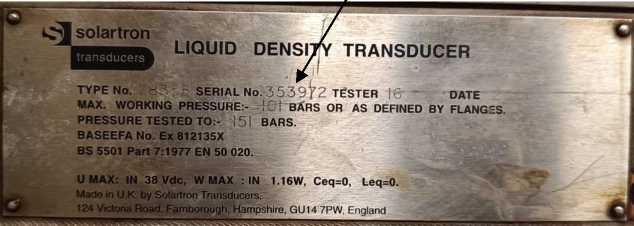 S solartron
transducers
LIQUID DENSITY TRANSDUCER
TYPE No. SERIAL No. 353972 TESTER 16 DATE
MAX. WORKING PRESSURE:- 101 BARS OR AS DEFINED BY FLANGES.
PRESSURE TESTED TO:- 151 BARS.
BASEEFA No. Ex 812135X
BS 5501 Part 7:1977 EN 50 020.
U MAX: IN 38 Vdc, W MAX : IN 1.16W, Ceq=0, Leq=0.
Made in U.K. by Solartron Transducers,
124 Victoria Road, Farnborough, Hampshire, GU14 7PW, England